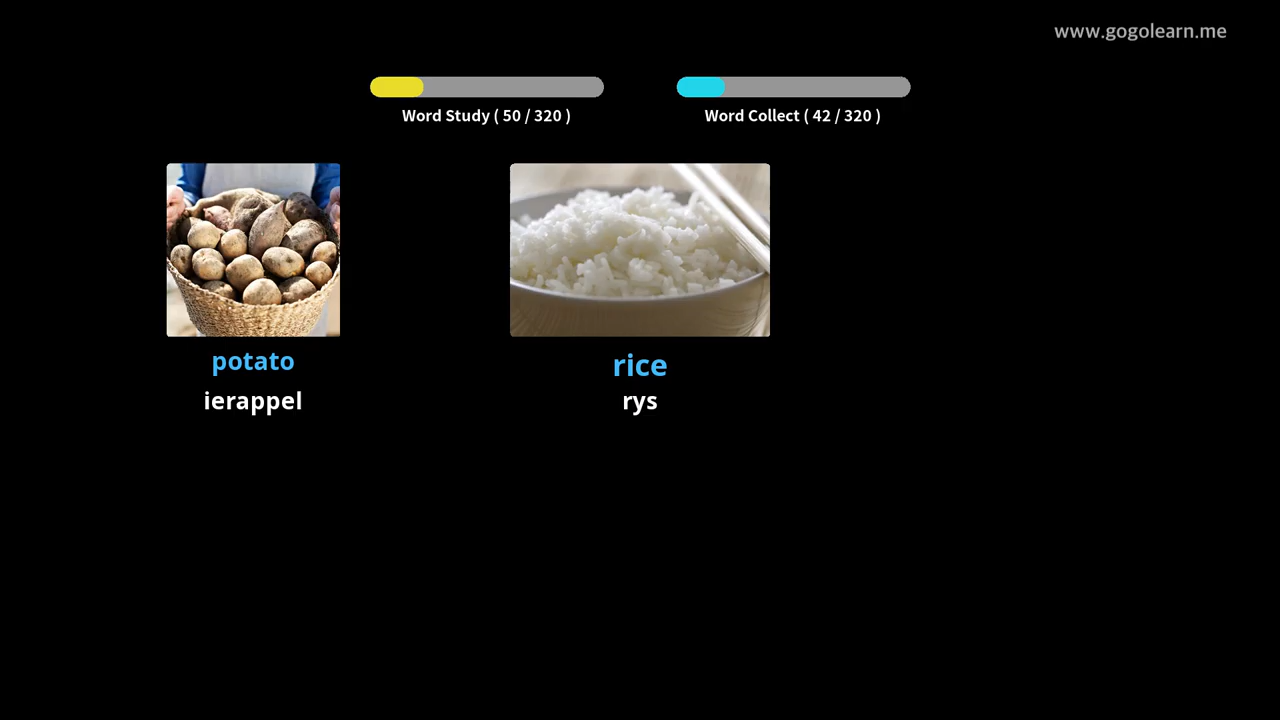 www.gogolearn.me
Word Study ( 50 / 320 )
Word Collect ( 42 / 320 )
potato
ierappel
rice
rys